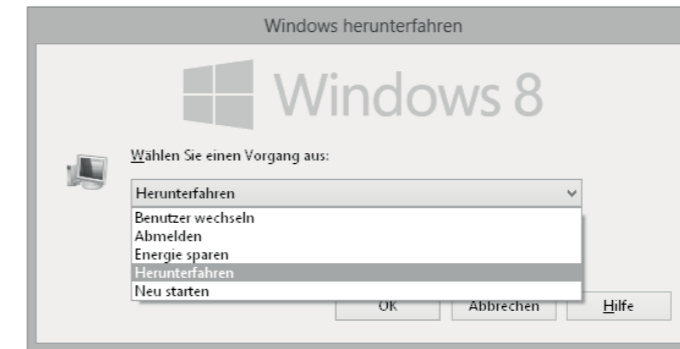 Windows herunterfahren
Windows 8
Wählen Sie einen Vorgang aus:
Herunterfahren
Benutzer wechseln
Abmelden
Energie sparen
Herunterfahren
Neu starten
OK Abbrechen Hilfe